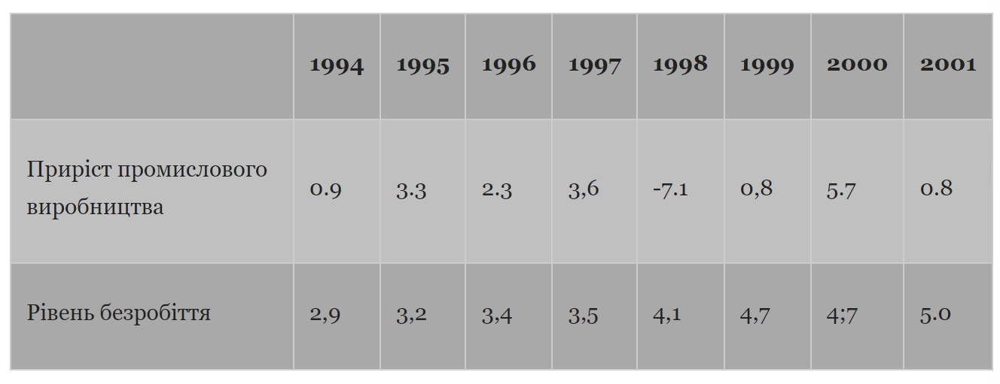 1994 1995 1996 1997 1998 1999 2000 2001
Приріст промислового
виробництва 0.9 3.3 2.3 3,6 -7.1 0,8 5.7 0.8
Рівень безробіття 2,9 3,2 3,4 3,5 4,1 4,7 4;7 5.0